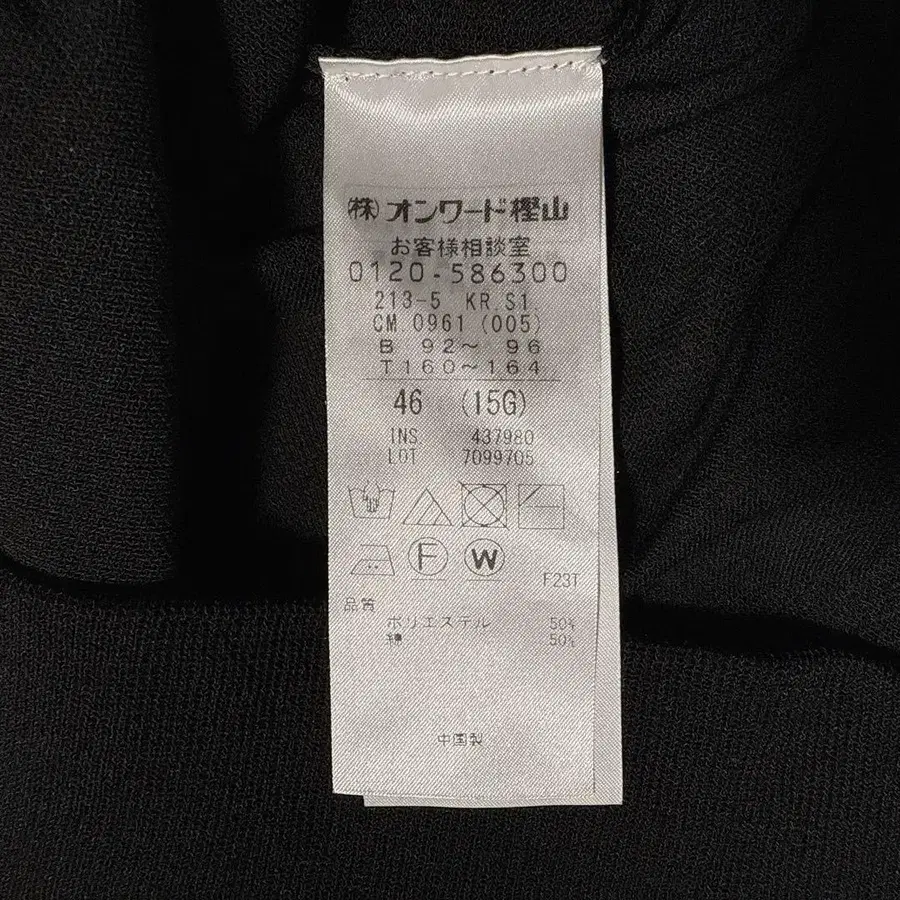 (株)オンワード樫山
お客様相談室
0120-586300
213-5 KR S1
CM 0961 (005)
B 92〜 96
T 160〜164
46 (15G)
INS. 437980
LOT 7099705
F W
F23T
品質
ポリエステル 50%
綿 50%
中国製